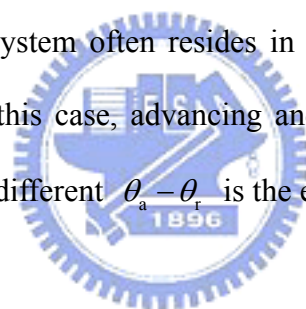 ystem often resides in
this case, advancing an
different θₐ − θᵣ is the e
1896